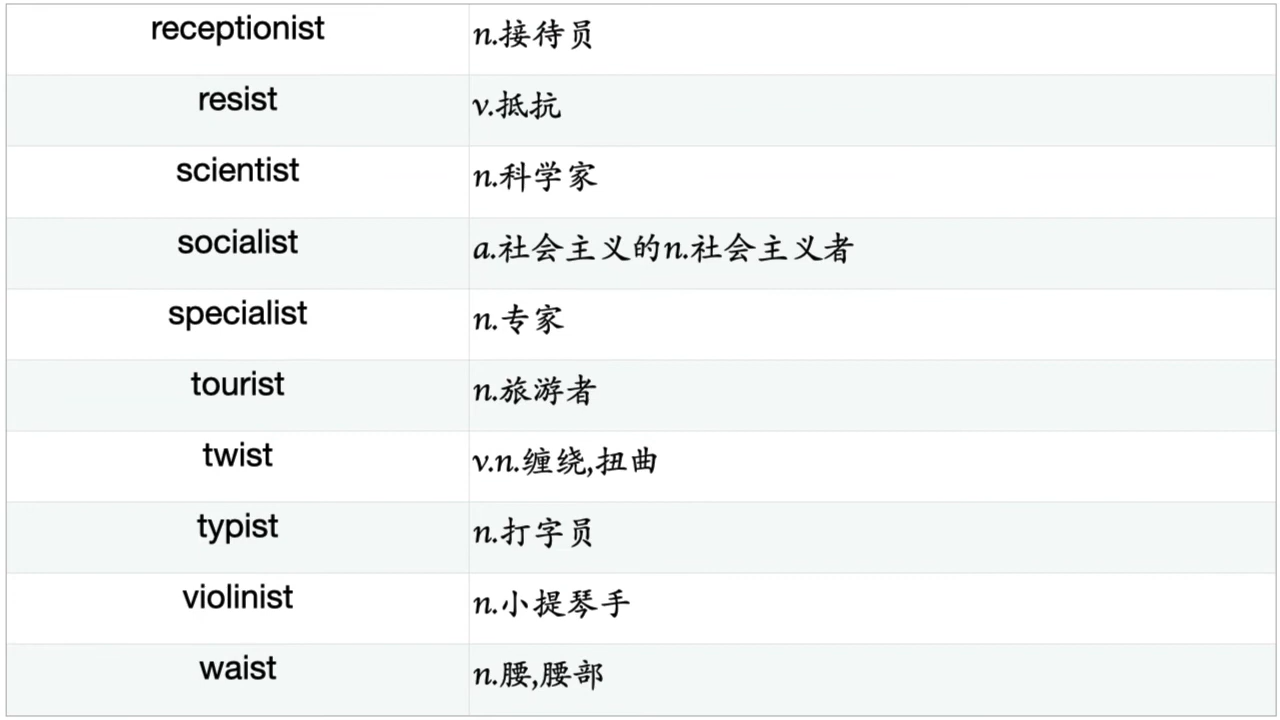 receptionist n.接待员
resist v.抵抗
scientist n.科学家
socialist a.社会主义的n.社会主义者
specialist n.专家
tourist n.旅游者
twist v.n.缠绕,扭曲
typist n.打字员
violinist n.小提琴手
waist n.腰,腰部